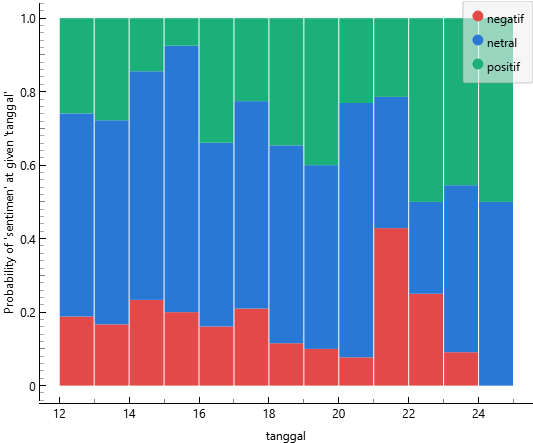 negatif
netral
positif
Probability of 'sentimen' at given 'tanggal'
1.0
0.8
0.6
0.4
0.2
0
12 14 16 18 20 22 24
tanggal